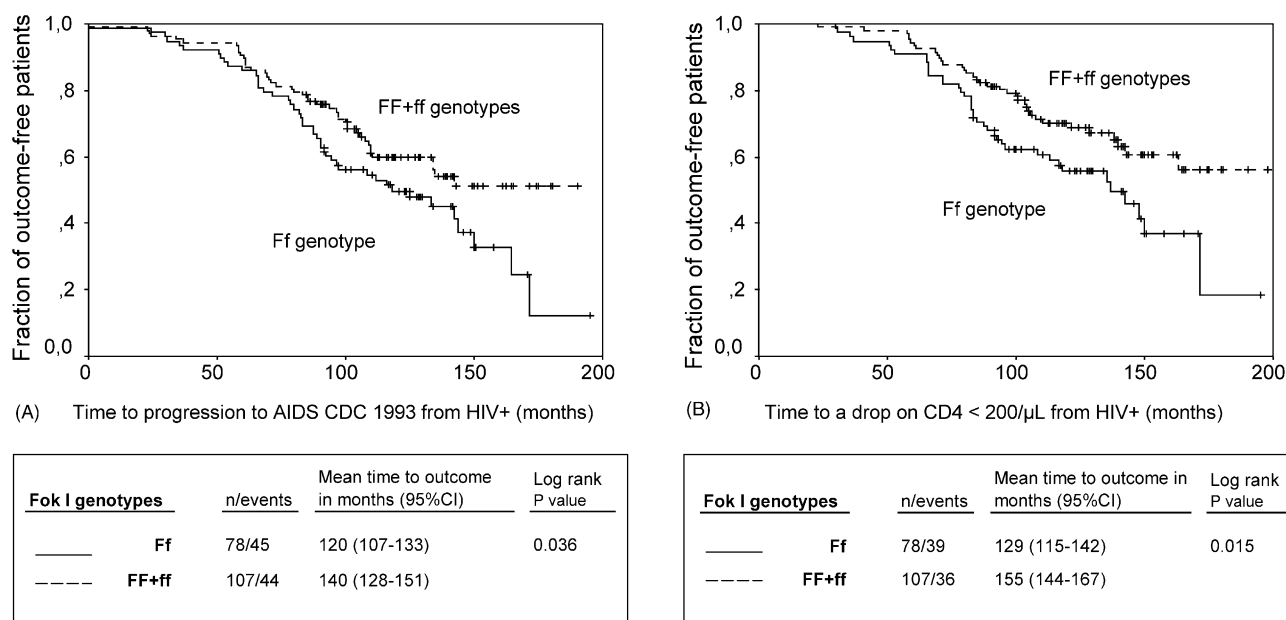 Fraction of outcome-free patients
1,0
,8
,6
,4
,2
0,0
FF+ff genotypes
Ff genotype
0 50 100 150 200
(A) Time to progression to AIDS CDC 1993 from HIV+ (months)
Fraction of outcome-free patients
1,0
,8
,6
,4
,2
0,0
FF+ff genotypes
Ff genotype
0 50 100 150 200
(B) Time to a drop on CD4 < 200/µL from HIV+ (months)
Mean time to outcome Log rank
Fok I genotypes n/events in months (95%CI) P value
Ff 78/45 120 (107-133) 0.036
FF+ff 107/44 140 (128-151)
Mean time to outcome in Log rank
Fok I genotypes n/events months (95%CI) P value
Ff 78/39 129 (115-142) 0.015
FF+ff 107/36 155 (144-167)